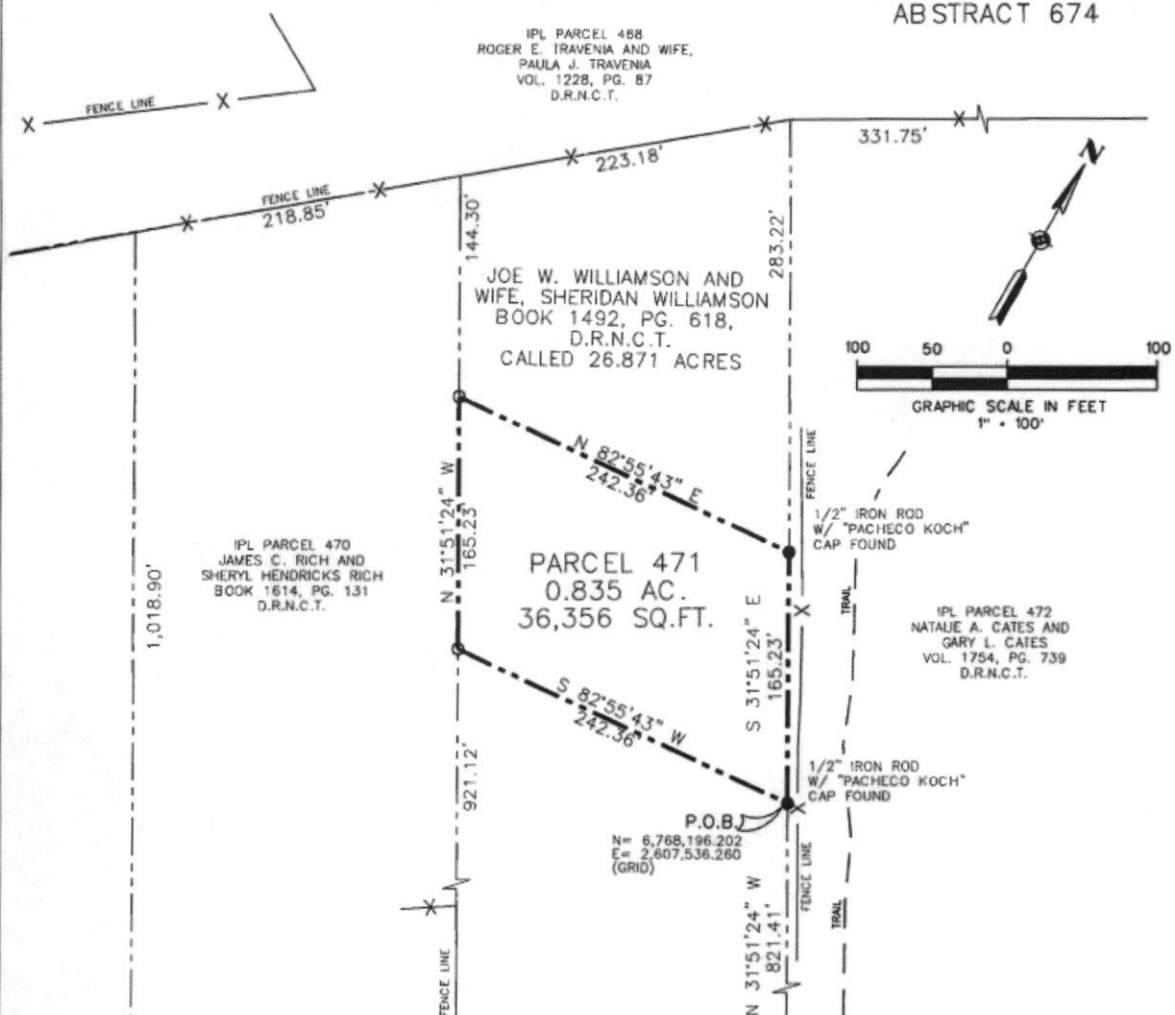 ABSTRACT 674
IPL PARCEL 468
ROGER E. TRAVENIA AND WIFE,
PAULA J. TRAVENIA
VOL. 1228, PG. 87
D.R.N.C.T.
FENCE LINE
331.75'
223.18'
FENCE LINE
218.85'
N
144.30'
283.22'
JOE W. WILLIAMSON AND
WIFE, SHERIDAN WILLIAMSON
BOOK 1492, PG. 618,
D.R.N.C.T.
CALLED 26.871 ACRES
100 50 0 100
GRAPHIC SCALE IN FEET
1" = 100'
N 82°55'43" E
242.36'
FENCE LINE
1/2" IRON ROD
W/ "PACHECO KOCH"
CAP FOUND
N 31°51'24" W
165.23'
IPL PARCEL 470
JAMES C. RICH AND
SHERYL HENDRICKS RICH
BOOK 1614, PG. 131
D.R.N.C.T.
1,018.90'
PARCEL 471
0.835 AC.
36,356 SQ.FT.
S 31°51'24" E
165.23'
TRAIL
IPL PARCEL 472
NATALIE A. CATES AND
GARY L. CATES
VOL. 1754, PG. 739
D.R.N.C.T.
S 82°55'43" W
242.36'
921.12'
1/2" IRON ROD
W/ "PACHECO KOCH"
CAP FOUND
P.O.B.
N= 6,768,196.202
E= 2,607,536.260
(GRID)
FENCE LINE
N 31°51'24" W
821.41'
TRAIL
FENCE LINE